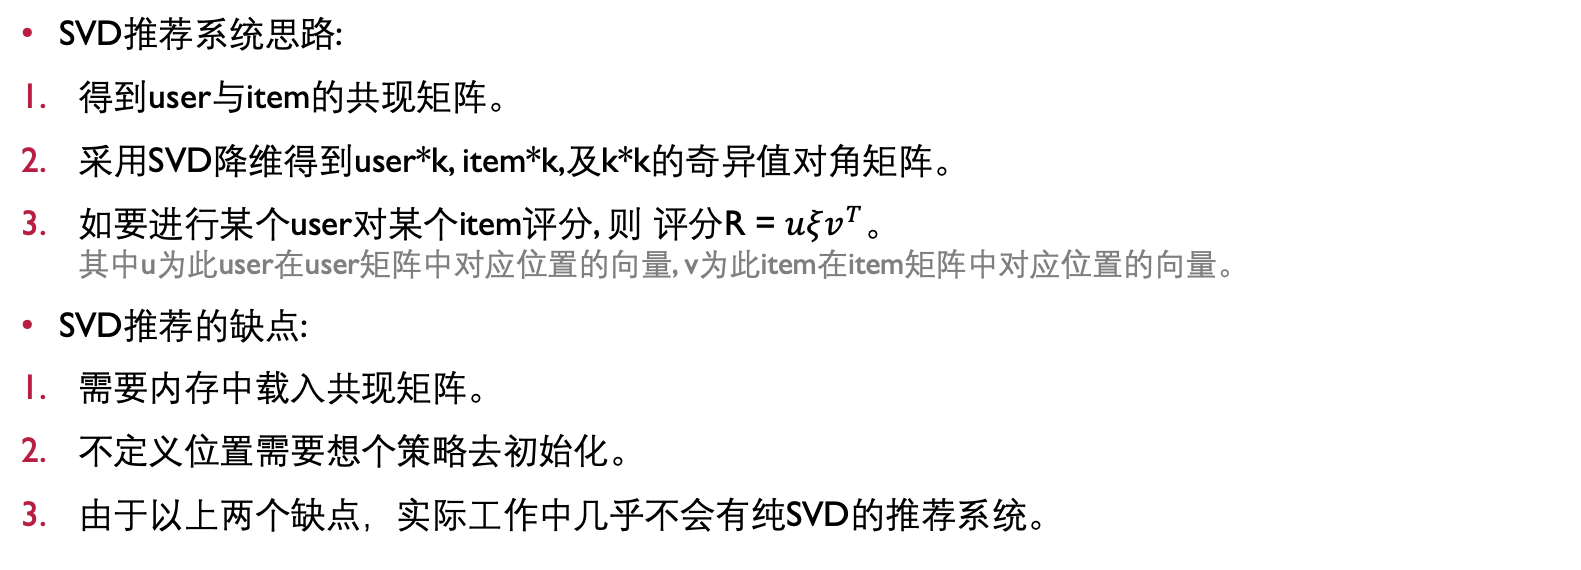 • SVD推荐系统思路:
1. 得到user与item的共现矩阵。
2. 采用SVD降维得到user*k, item*k,及k*k的奇异值对角矩阵。
3. 如要进行某个user对某个item评分, 则 评分R = uξvᵀ 。
其中u为此user在user矩阵中对应位置的向量, v为此item在item矩阵中对应位置的向量。
• SVD推荐的缺点:
1. 需要内存中载入共现矩阵。
2. 不定义位置需要想个策略去初始化。
3. 由于以上两个缺点，实际工作中几乎不会有纯SVD的推荐系统。